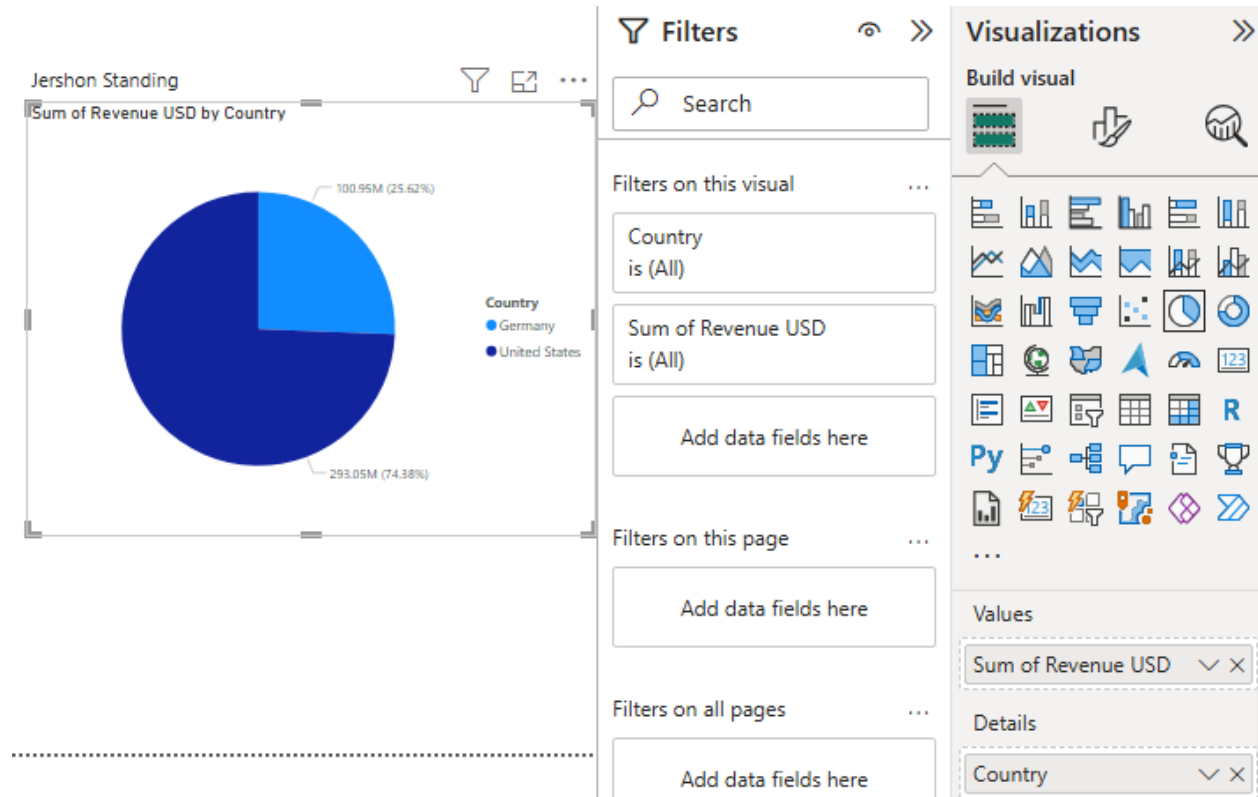 Jershon Standing
Sum of Revenue USD by Country
100.95M (25.62%)
Country
Germany
United States
293.05M (74.38%)
Filters
Search
Filters on this visual
Country
is (All)
Sum of Revenue USD
is (All)
Add data fields here
Filters on this page
Add data fields here
Filters on all pages
Add data fields here
Visualizations
Build visual
123
R
Py
123
Values
Sum of Revenue USD
Details
Country